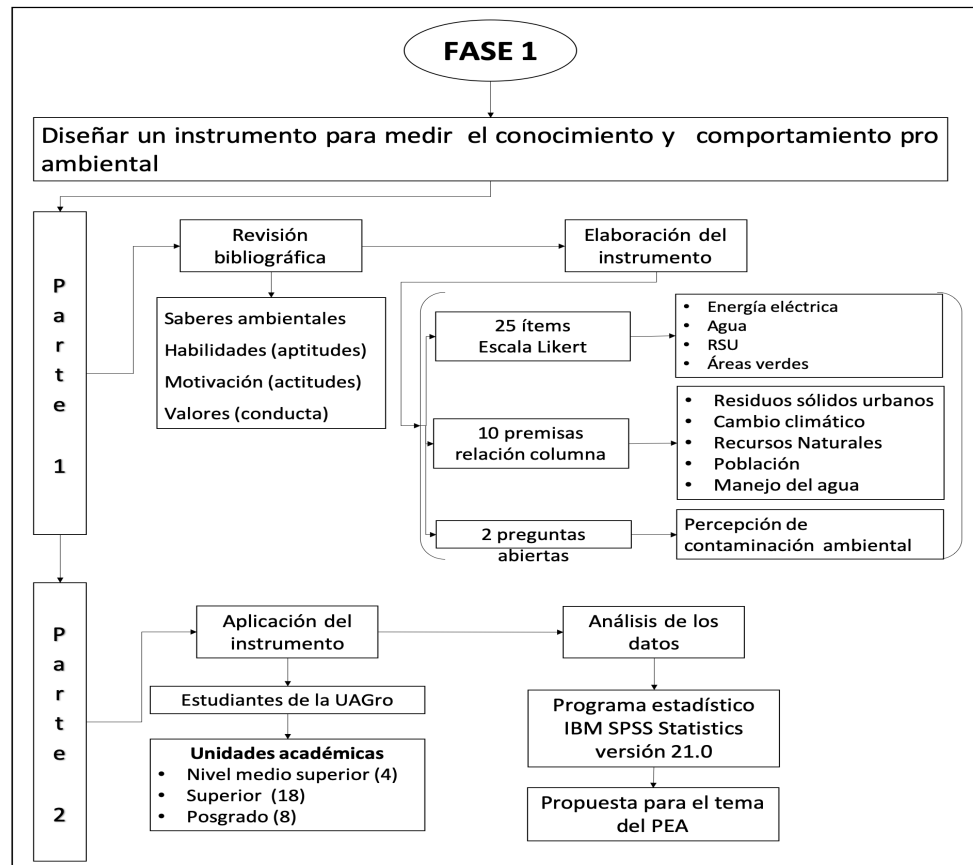 FASE 1
Diseñar un instrumento para medir el conocimiento y comportamiento pro
ambiental
Parte 1
Revisión
bibliográfica
Elaboración del
instrumento
Saberes ambientales
Habilidades (aptitudes)
Motivación (actitudes)
Valores (conducta)
25 ítems
Escala Likert
• Energía eléctrica
• Agua
• RSU
• Áreas verdes
10 premisas
relación columna
• Residuos sólidos urbanos
• Cambio climático
• Recursos Naturales
• Población
• Manejo del agua
2 preguntas
abiertas
Percepción de
contaminación ambiental
Parte 2
Aplicación del
instrumento
Análisis de los
datos
Estudiantes de la UAGro
Unidades académicas
• Nivel medio superior (4)
• Superior (18)
• Posgrado (8)
Programa estadístico
IBM SPSS Statistics
versión 21.0
Propuesta para el tema
del PEA